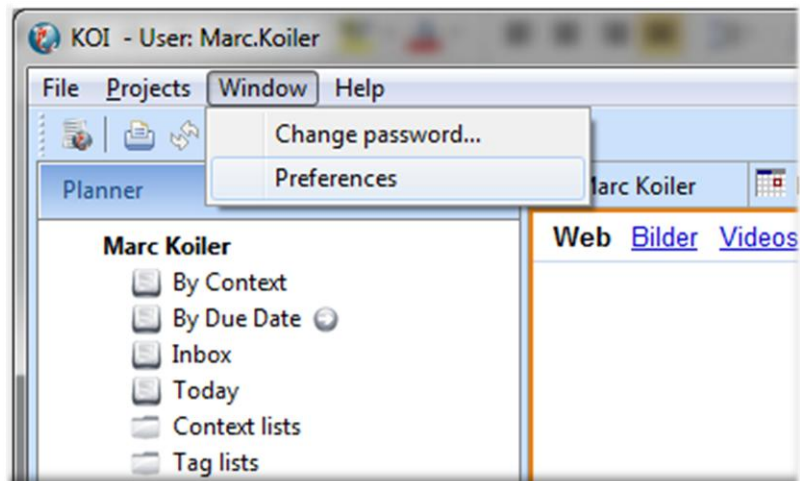 KOI - User: Marc.Koiler
File Projects Window Help
Change password...
Preferences
Planner
Marc Koiler
Marc Koiler
Web Bilder Videos
By Context
By Due Date
Inbox
Today
Context lists
Tag lists